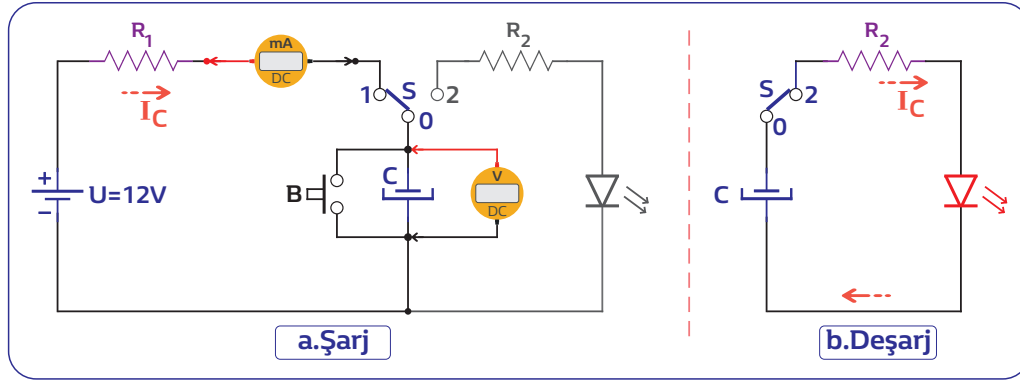 R1
mA
DC
R2
IC
1
S
2
0
+
U=12V
−
B
C
V
DC
a.Şarj
R2
S
2
IC
0
C
b.Deşarj